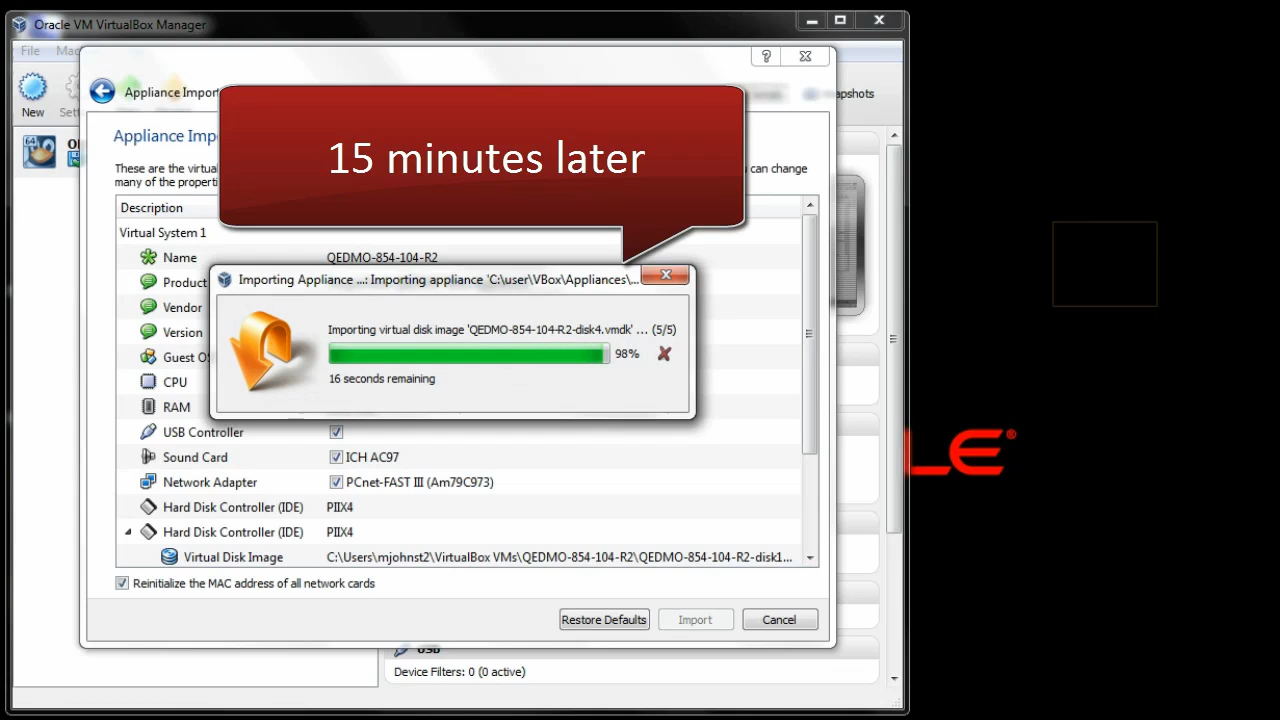 Oracle VM VirtualBox Manager
File
New
Appliance Import
15 minutes later
These are the virtual
can change
many of the
Description
Virtual System 1
Name QEDMO-854-104-R2
Product
Vendor
Version
Guest OS
CPU
RAM
Importing Appliance ...: Importing appliance 'C:\user\VBox\Appliances\...
Importing virtual disk image 'QEDMO-854-104-R2-disk4.vmdk' ... (5/5)
98%
16 seconds remaining
USB Controller
Sound Card ICH AC97
Network Adapter PCnet-FAST III (Am79C973)
Hard Disk Controller (IDE) PIIX4
Hard Disk Controller (IDE) PIIX4
Virtual Disk Image C:\Users\mjohnst2\VirtualBox VMs\QEDMO-854-104-R2\QEDMO-854-104-R2-disk1...
Reinitialize the MAC address of all network cards
Restore Defaults Import Cancel
USB
Device Filters: 0 (0 active)
LE®